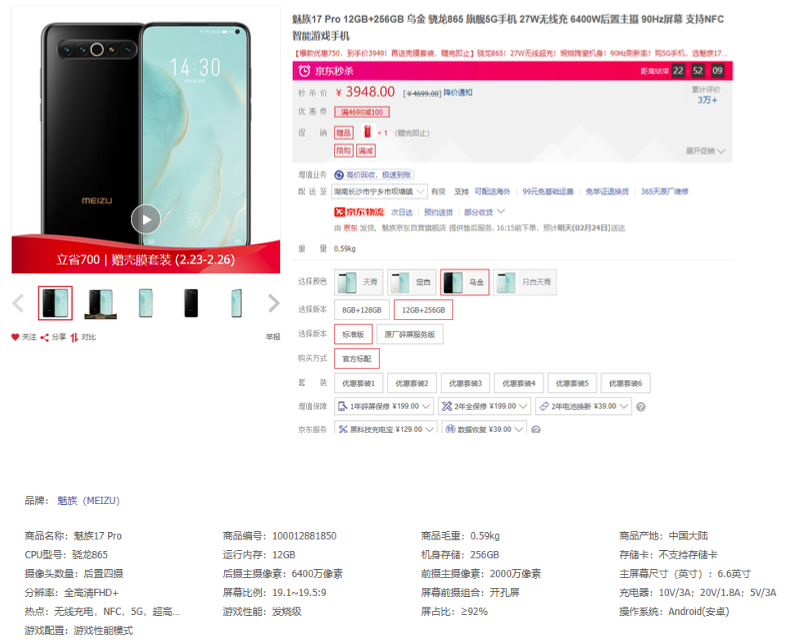 魅族17 Pro 12GB+256GB 乌金 骁龙865 旗舰5G手机 27W无线充 6400W后置主摄 90Hz屏幕 支持NFC
智能游戏手机
【爆款优惠750，到手价3949！再送壳膜套装，赠完即止】骁龙865！27W无线超充！煅烧陶瓷机身！90Hz刷新率！购5G手机，选魅族17...
京东秒杀
距离结束 22 : 52 : 09
秒杀价 ¥ 3948.00 [¥4699.00] 降价通知
累计评价
3万+
优惠券 满4690减100
促销 赠品 × 1 (赠完即止)
限购 满减
展开促销
增值业务 高价回收，极速到账
配送至 湖南长沙市宁乡市坝塘镇 有货 支持 可配送海外 99元免基础运费 免举证退换货 365天原厂维修
京东物流 次日达 预约送货 部分收货
由 京东 发货，魅族京东自营旗舰店 提供售后服务. 16:15前下单，预计明天(02月24日)送达
重量 0.59kg
选择颜色 天青 定白 乌金 月白天青
选择版本 8GB+128GB 12GB+256GB
选择版本 标准版 原厂碎屏服务版
购买方式 官方标配
套装 优惠套装1 优惠套装2 优惠套装3 优惠套装4 优惠套装5 优惠套装6
增值保障 1年碎屏保修 ¥199.00 2年全保修 ¥199.00 2年电池换新 ¥39.00
京东服务 黑科技充电宝 ¥129.00 数据恢复 ¥39.00
14:30
MEIZU
立省700 | 赠壳膜套装 (2.23-2.26)
关注 分享 对比 举报
品牌： 魅族（MEIZU）
商品名称：魅族17 Pro 商品编号：100012881850 商品毛重：0.59kg 商品产地：中国大陆
CPU型号：骁龙865 运行内存：12GB 机身存储：256GB 存储卡：不支持存储卡
摄像头数量：后置四摄 后摄主摄像素：6400万像素 前摄主摄像素：2000万像素 主屏幕尺寸（英寸）：6.6英寸
分辨率：全高清FHD+ 屏幕比例：19.1~19.5:9 屏幕前摄组合：开孔屏 充电器：10V/3A；20V/1.8A；5V/3A
热点：无线充电，NFC，5G，超高... 游戏性能：发烧级 屏占比：≥92% 操作系统：Android(安卓)
游戏配置：游戏性能模式